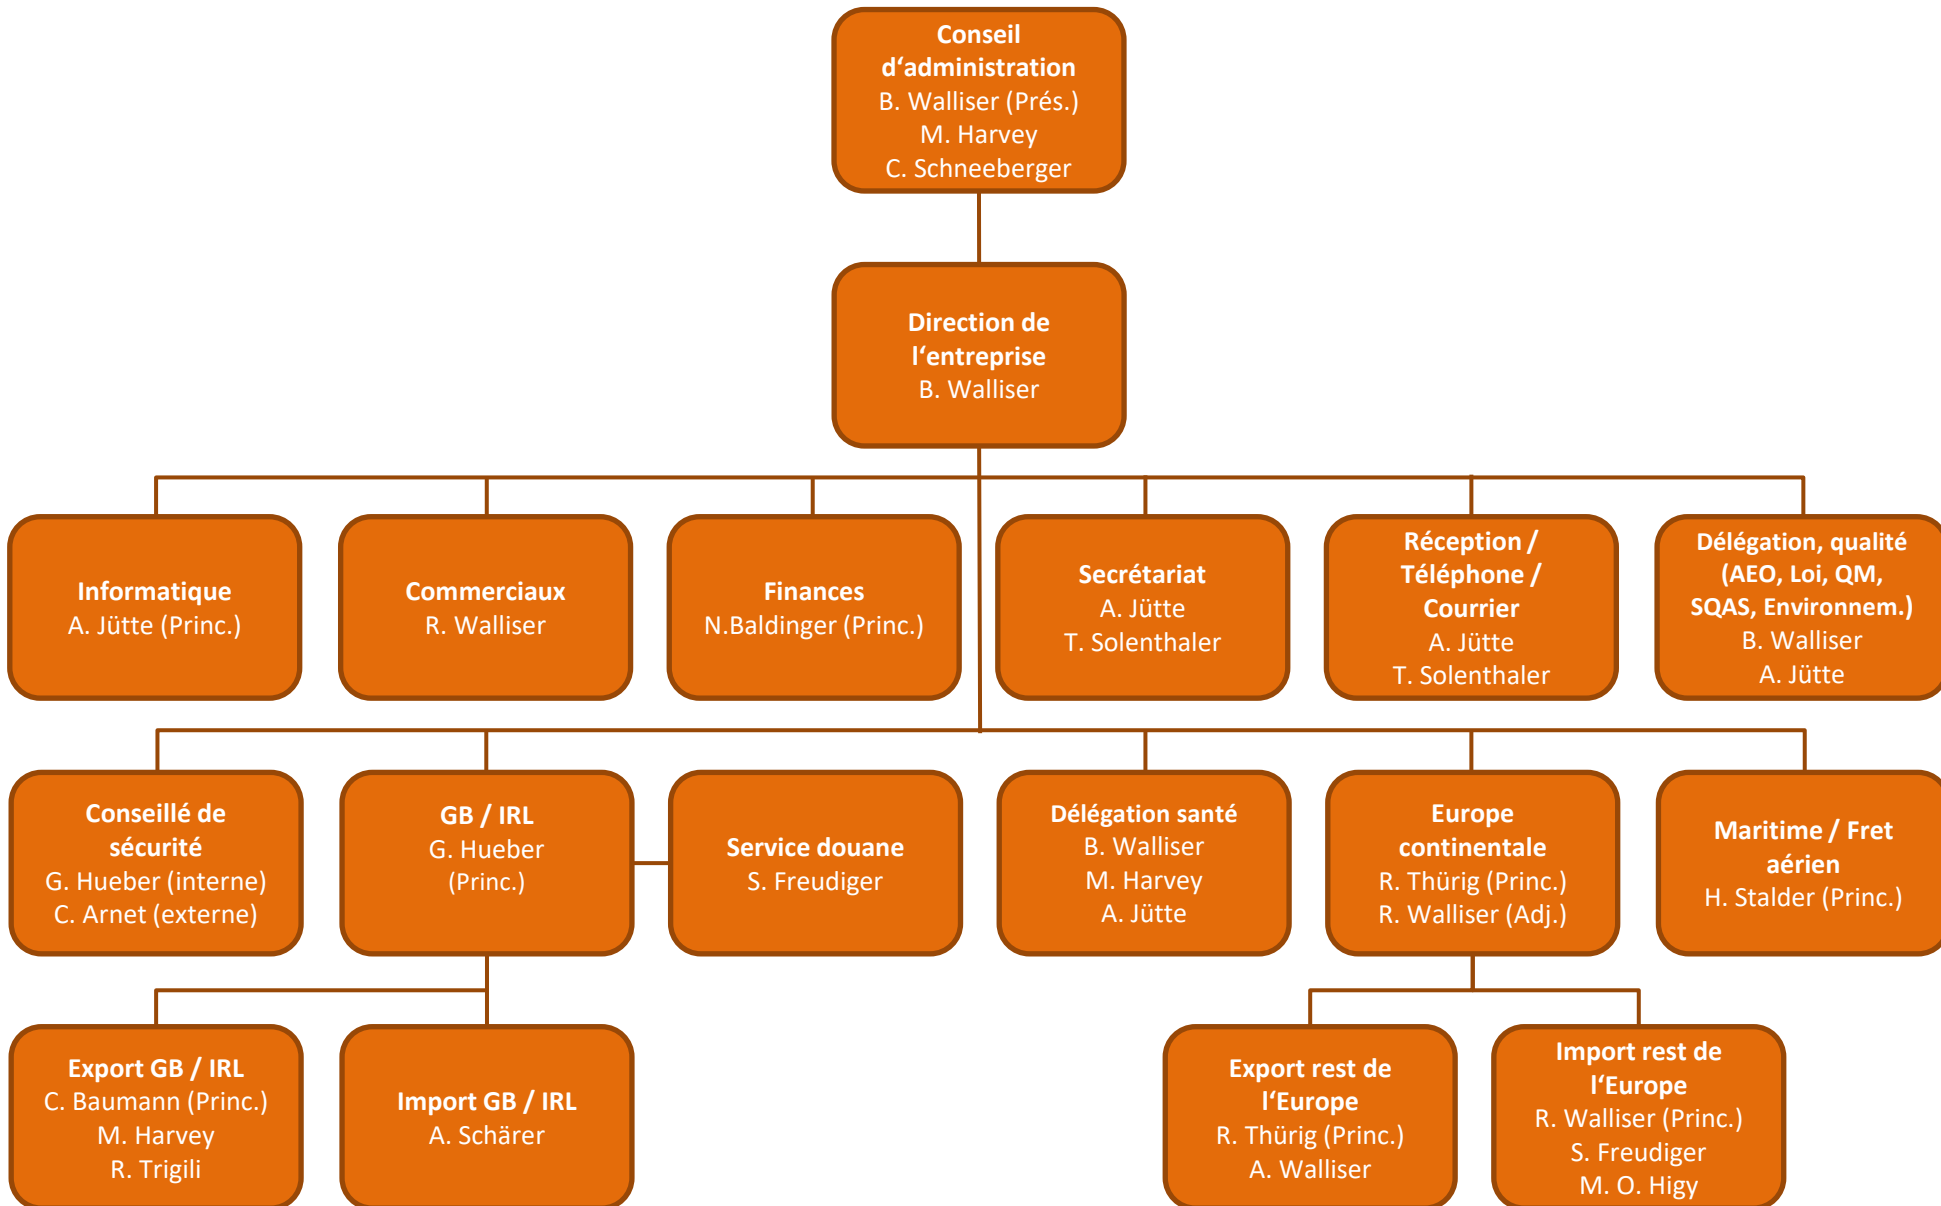 Conseil
d‘administration
B. Walliser (Prés.)
M. Harvey
C. Schneeberger
Direction de
l‘entreprise
B. Walliser
Informatique
A. Jütte (Princ.)
Commerciaux
R. Walliser
Finances
N.Baldinger (Princ.)
Secrétariat
A. Jütte
T. Solenthaler
Réception /
Téléphone /
Courrier
A. Jütte
T. Solenthaler
Délégation, qualité
(AEO, Loi, QM,
SQAS, Environnem.)
B. Walliser
A. Jütte
Conseillé de
sécurité
G. Hueber (interne)
C. Arnet (externe)
GB / IRL
G. Hueber
(Princ.)
Service douane
S. Freudiger
Délégation santé
B. Walliser
M. Harvey
A. Jütte
Europe
continentale
R. Thürig (Princ.)
R. Walliser (Adj.)
Maritime / Fret
aérien
H. Stalder (Princ.)
Export GB / IRL
C. Baumann (Princ.)
M. Harvey
R. Trigili
Import GB / IRL
A. Schärer
Export rest de
l‘Europe
R. Thürig (Princ.)
A. Walliser
Import rest de
l‘Europe
R. Walliser (Princ.)
S. Freudiger
M. O. Higy